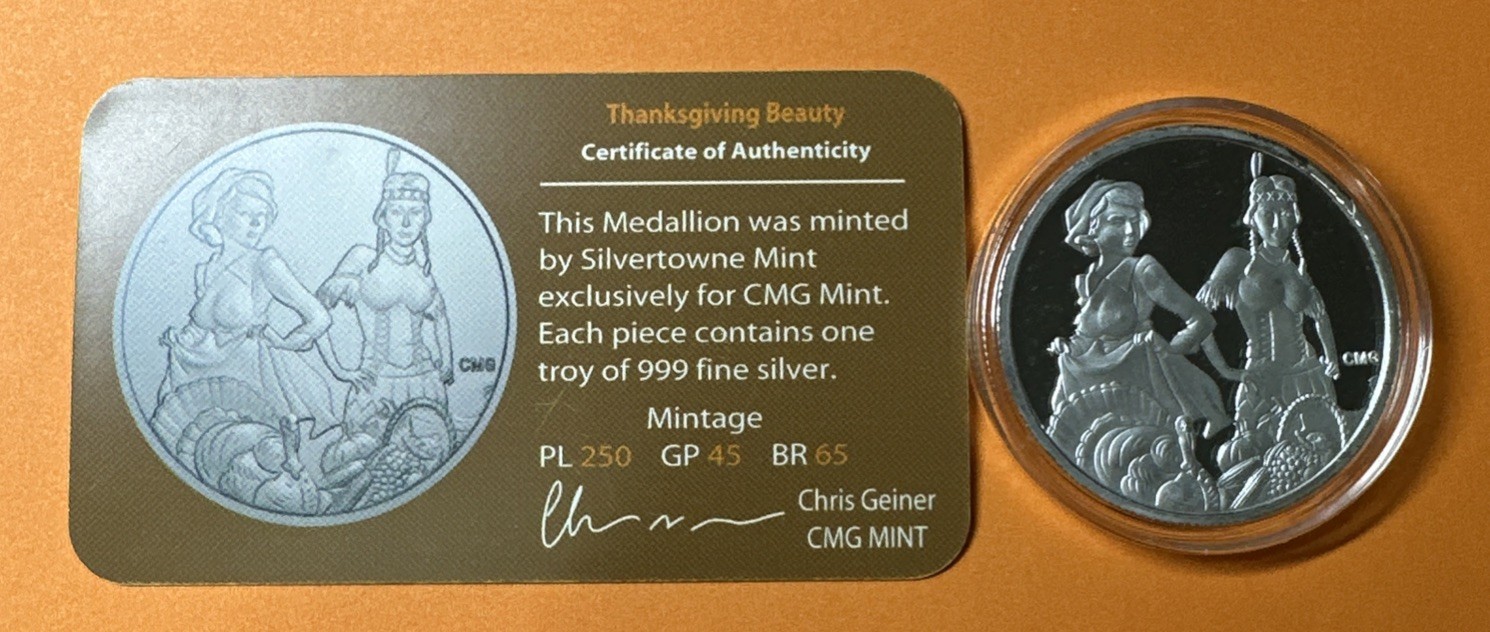 Thanksgiving Beauty
Certificate of Authenticity
This Medallion was minted
by Silvertowne Mint
exclusively for CMG Mint.
Each piece contains one
troy of 999 fine silver.
Mintage
PL 250 GP 45 BR 65
Chris Geiner
CMG MINT
CMG
CMG